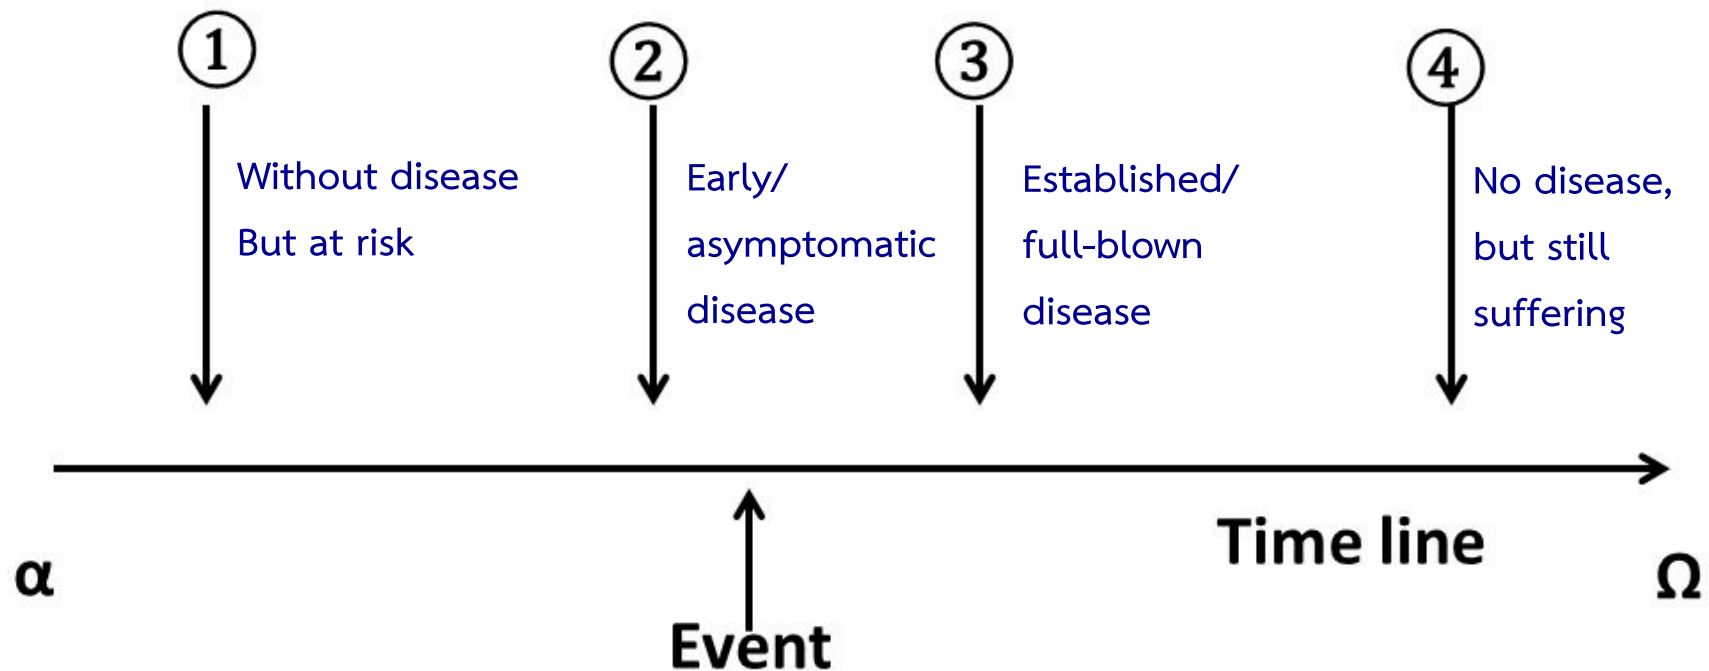 ①
Without disease
But at risk
②
Early/
asymptomatic
disease
③
Established/
full-blown
disease
④
No disease,
but still
suffering
Time line
α
Ω
Event